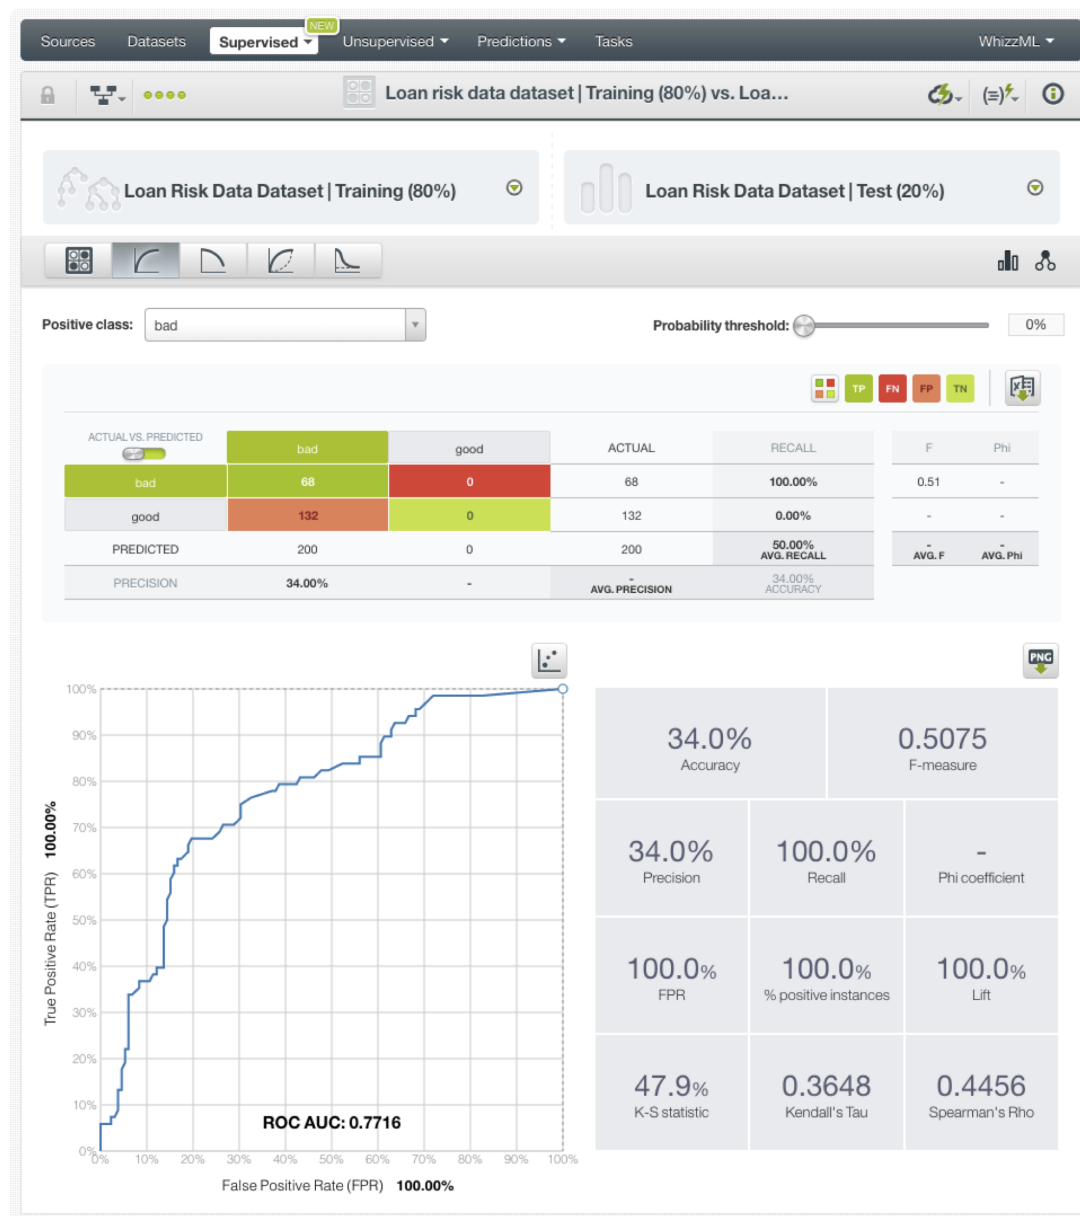 NEW
Sources Datasets Supervised Unsupervised Predictions Tasks WhizzML
Loan risk data dataset | Training (80%) vs. Loa...
Loan Risk Data Dataset | Training (80%) Loan Risk Data Dataset | Test (20%)
Positive class: bad Probability threshold: 0%
TP FN FP TN
ACTUAL VS. PREDICTED bad good ACTUAL RECALL F Phi
bad 68 0 68 100.00% 0.51 -
good 132 0 132 0.00% - -
PREDICTED 200 0 200 50.00% AVG. RECALL - AVG. F - AVG. Phi
PRECISION 34.00% - - AVG. PRECISION 34.00% ACCURACY
PNG
100%
90%
80%
70%
60%
50%
40%
30%
20%
10%
0%
True Positive Rate (TPR) 100.00%
ROC AUC: 0.7716
0% 10% 20% 30% 40% 50% 60% 70% 80% 90% 100%
False Positive Rate (FPR) 100.00%
34.0% 0.5075
Accuracy F-measure
34.0% 100.0% -
Precision Recall Phi coefficient
100.0% 100.0% 100.0%
FPR % positive instances Lift
47.9% 0.3648 0.4456
K-S statistic Kendall's Tau Spearman's Rho